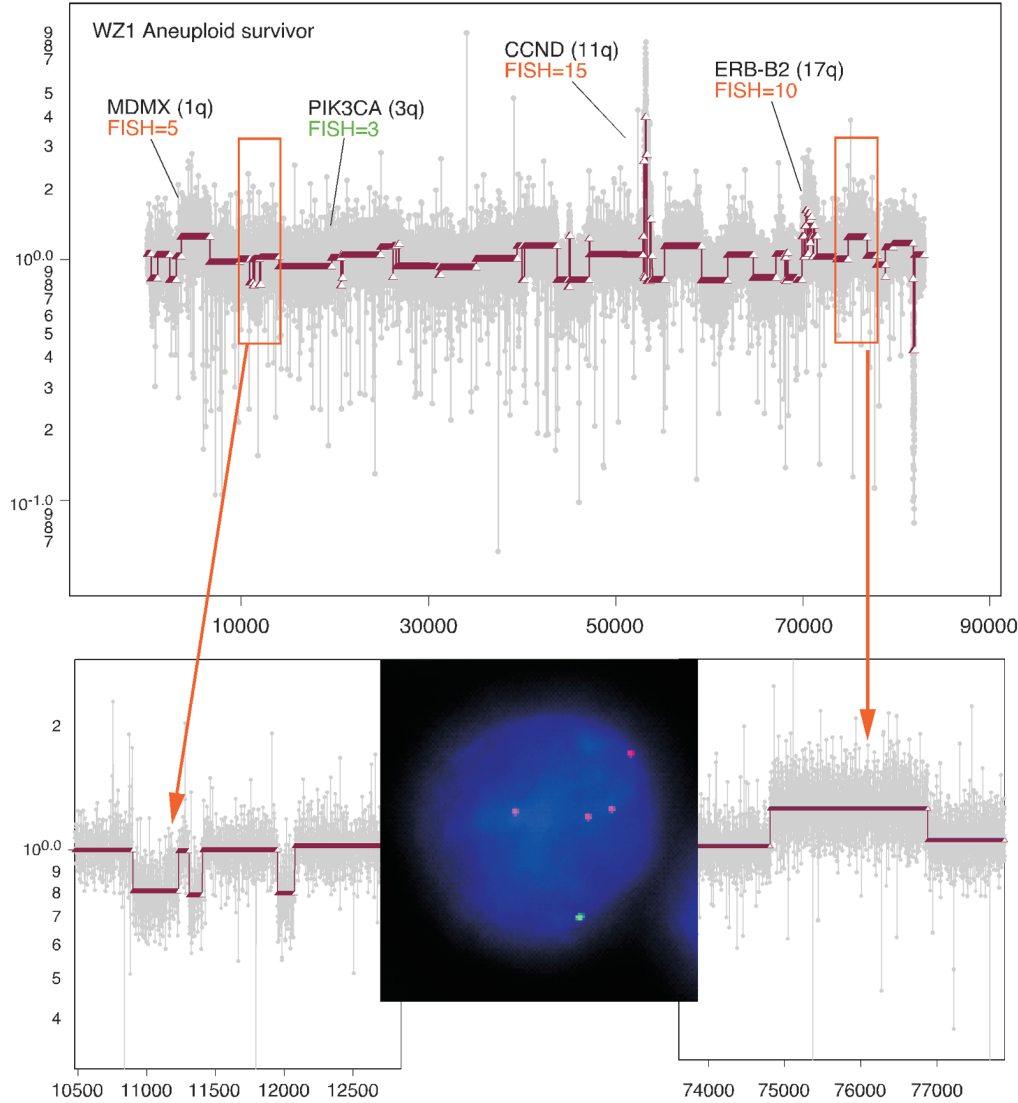 WZ1 Aneuploid survivor
MDMX (1q)
FISH=5
PIK3CA (3q)
FISH=3
CCND (11q)
FISH=15
ERB-B2 (17q)
FISH=10
9
8
7
5
4
3
2
10^0.0
9
8
7
6
5
4
3
2
10^-1.0
9
8
7
10000 30000 50000 70000 90000
2
10^0.0
9
8
7
6
5
4
10500 11000 11500 12000 12500
74000 75000 76000 77000